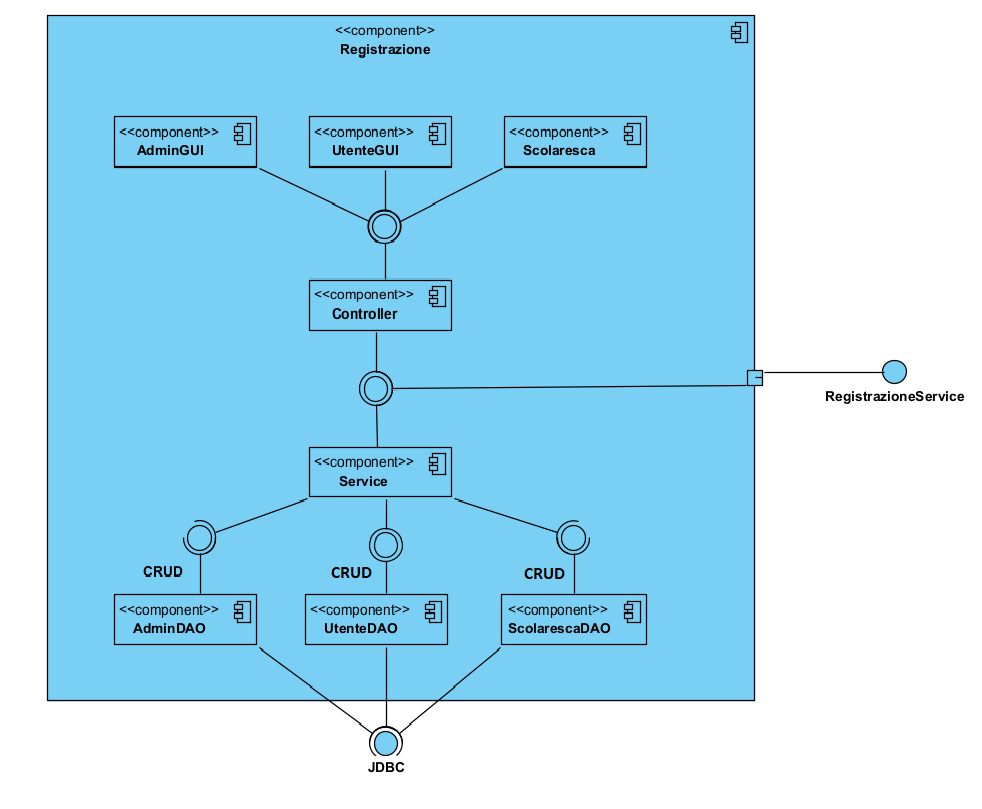 <<component>>
Registrazione
<<component>>
AdminGUI
<<component>>
UtenteGUI
<<component>>
Scolaresca
<<component>>
Controller
RegistrazioneService
<<component>>
Service
CRUD
CRUD
CRUD
<<component>>
AdminDAO
<<component>>
UtenteDAO
<<component>>
ScolarescaDAO
JDBC